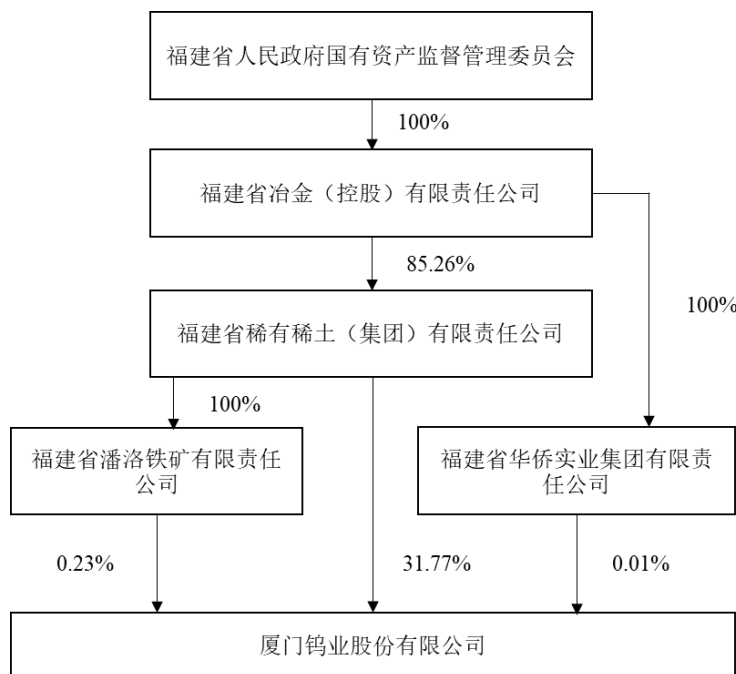 福建省人民政府国有资产监督管理委员会
100%
福建省冶金（控股）有限责任公司
85.26%
100%
福建省稀有稀土（集团）有限责任公司
100%
福建省潘洛铁矿有限责任
公司
福建省华侨实业集团有限责
任公司
0.23%
31.77%
0.01%
厦门钨业股份有限公司